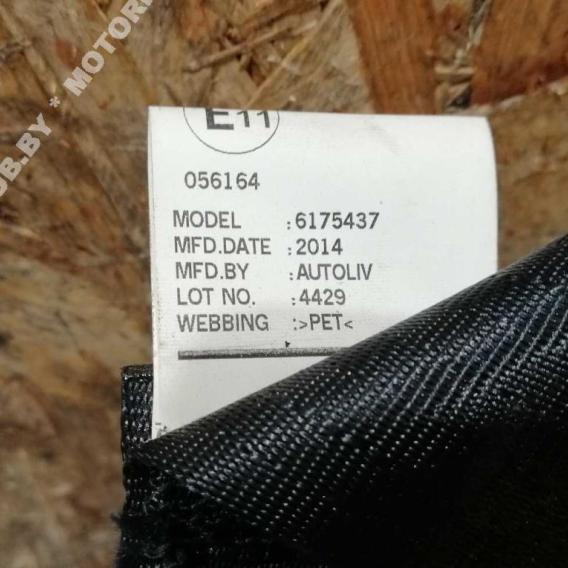 E11
056164
MODEL :6175437
MFD.DATE :2014
MFD.BY :AUTOLIV
LOT NO. :4429
WEBBING :>PET<